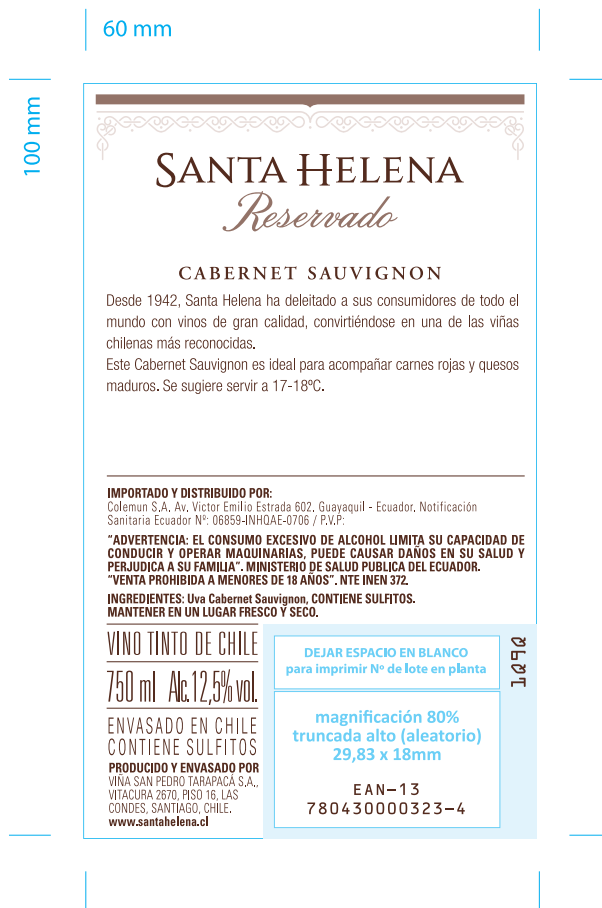 60 mm
100 mm
SANTA HELENA
Reservado
CABERNET SAUVIGNON
Desde 1942, Santa Helena ha deleitado a sus consumidores de todo el
mundo con vinos de gran calidad, convirtiéndose en una de las viñas
chilenas más reconocidas.
Este Cabernet Sauvignon es ideal para acompañar carnes rojas y quesos
maduros. Se sugiere servir a 17-18ºC.
IMPORTADO Y DISTRIBUIDO POR:
Colemun S.A. Av. Victor Emilio Estrada 602. Guayaquil - Ecuador. Notificación
Sanitaria Ecuador Nº: 06859-INHQAE-0706 / P.V.P:
“ADVERTENCIA: EL CONSUMO EXCESIVO DE ALCOHOL LIMITA SU CAPACIDAD DE
CONDUCIR Y OPERAR MAQUINARIAS, PUEDE CAUSAR DAÑOS EN SU SALUD Y
PERJUDICA A SU FAMILIA”. MINISTERIO DE SALUD PUBLICA DEL ECUADOR.
“VENTA PROHIBIDA A MENORES DE 18 AÑOS”. NTE INEN 372.
INGREDIENTES: Uva Cabernet Sauvignon, CONTIENE SULFITOS.
MANTENER EN UN LUGAR FRESCO Y SECO.
VINO TINTO DE CHILE
750 ml Alc.12,5% vol.
ENVASADO EN CHILE
CONTIENE SULFITOS
PRODUCIDO Y ENVASADO POR
VIÑA SAN PEDRO TARAPACÁ S.A.,
VITACURA 2670, PISO 16, LAS
CONDES, SANTIAGO, CHILE.
www.santahelena.cl
DEJAR ESPACIO EN BLANCO
para imprimir Nº de lote en planta
magnificación 80%
truncada alto (aleatorio)
29,83 x 18mm
EAN-13
780430000323-4